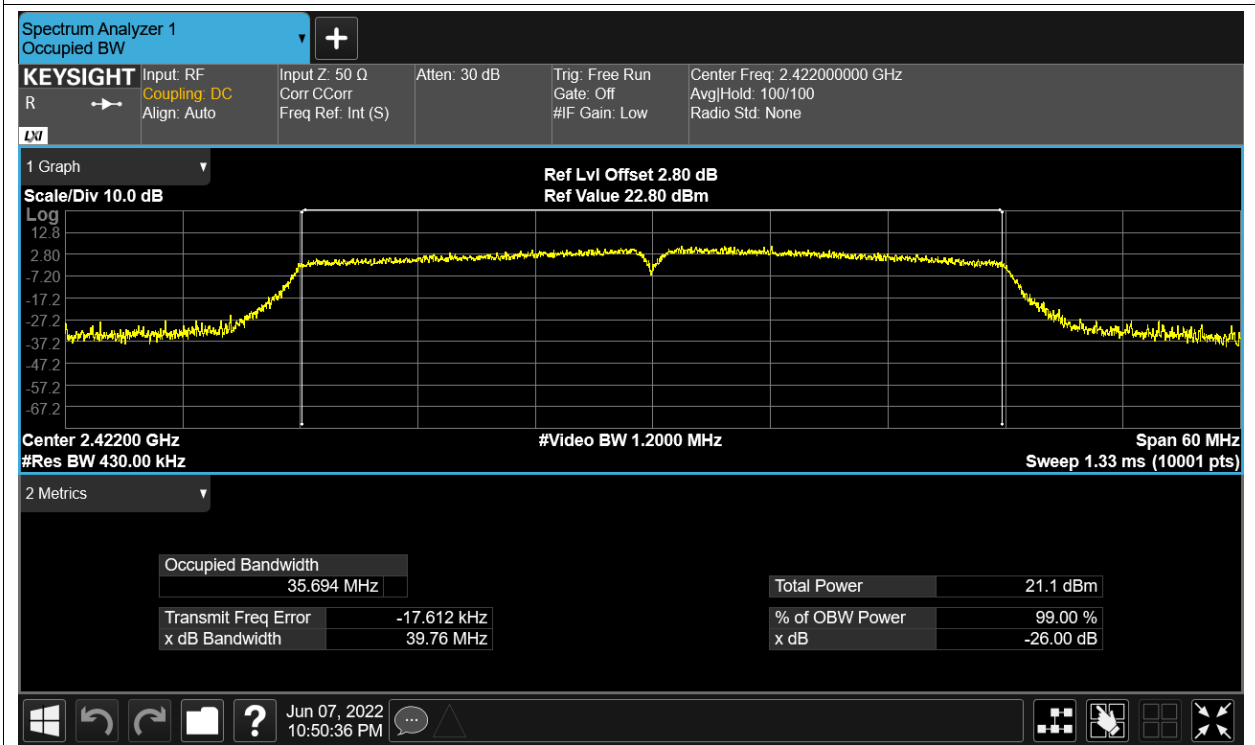 Spectrum Analyzer 1
Occupied BW
KEYSIGHT
R
LXI
Input: RF
Coupling: DC
Align: Auto
Input Z: 50 Ω
Corr CCorr
Freq Ref: Int (S)
Atten: 30 dB
Trig: Free Run
Gate: Off
#IF Gain: Low
Center Freq: 2.422000000 GHz
Avg|Hold: 100/100
Radio Std: None
1 Graph
Scale/Div 10.0 dB
Ref Lvl Offset 2.80 dB
Ref Value 22.80 dBm
Log
12.8
2.80
-7.20
-17.2
-27.2
-37.2
-47.2
-57.2
-67.2
Center 2.42200 GHz
#Video BW 1.2000 MHz
Span 60 MHz
#Res BW 430.00 kHz
Sweep 1.33 ms (10001 pts)
2 Metrics
Occupied Bandwidth
35.694 MHz
Total Power 21.1 dBm
Transmit Freq Error -17.612 kHz
% of OBW Power 99.00 %
x dB Bandwidth 39.76 MHz
x dB -26.00 dB
Jun 07, 2022
10:50:36 PM